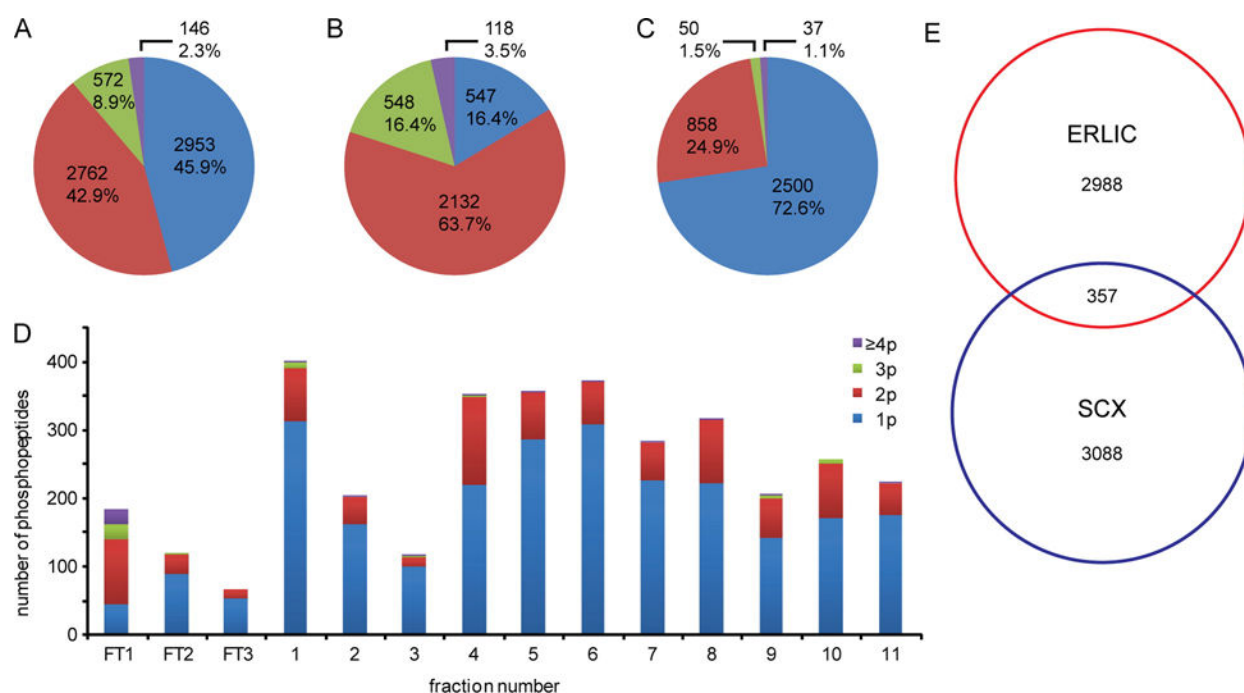 A
146
2.3%
572
8.9%
2953
45.9%
2762
42.9%
B
118
3.5%
548
16.4%
547
16.4%
2132
63.7%
C
50
1.5%
37
1.1%
858
24.9%
2500
72.6%
D
number of phosphopeptides
400
300
200
100
0
≥4p
3p
2p
1p
FT1 FT2 FT3 1 2 3 4 5 6 7 8 9 10 11
fraction number
E
ERLIC
2988
357
SCX
3088